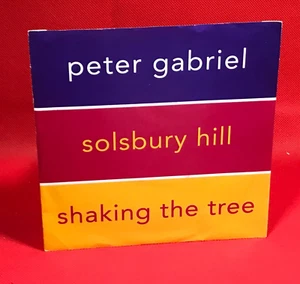 peter gabriel
solsbury hill
shaking the tree